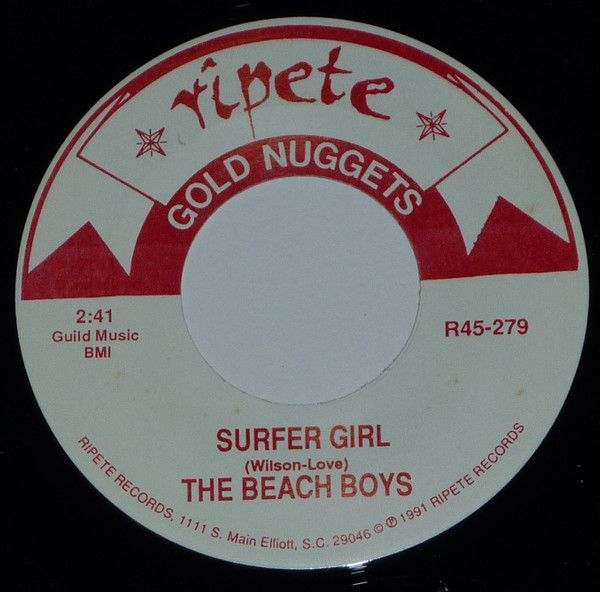 ripete
GOLD NUGGETS
2:41
Guild Music
BMI
R45-279
SURFER GIRL
(Wilson-Love)
THE BEACH BOYS
RIPETE RECORDS, 1111 S. Main Elliott, S.C. 29046 © ℗ 1991 RIPETE RECORDS